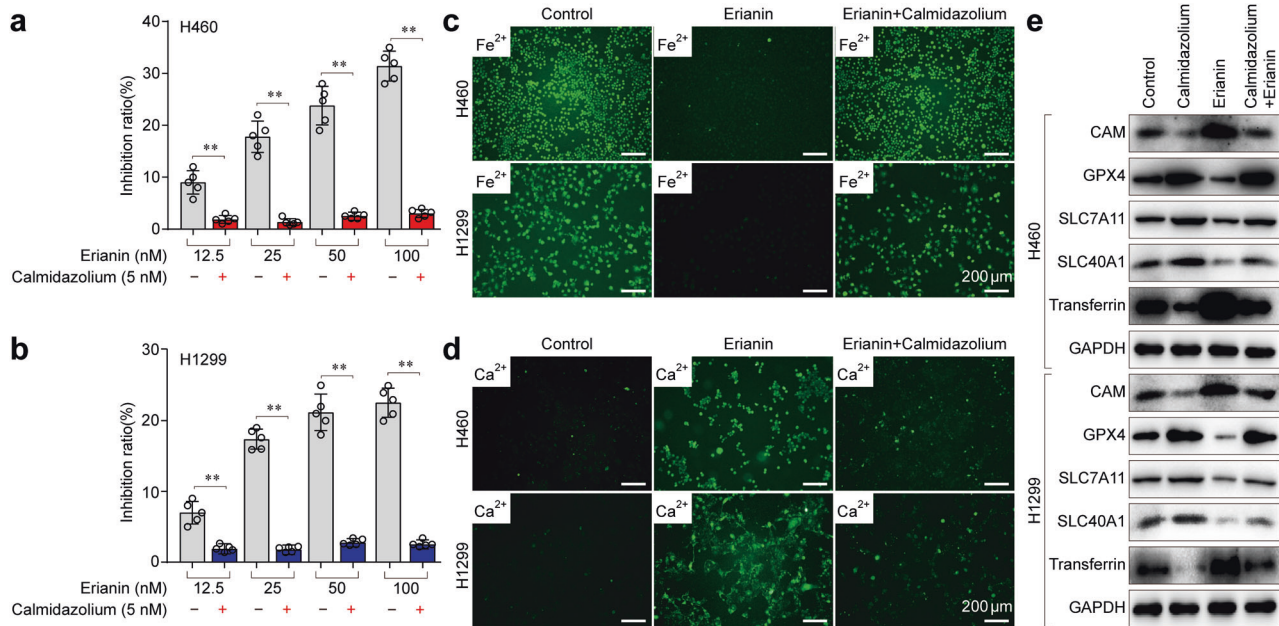 a
H460
Inhibition ratio(%)
40
30
20
10
0
**
**
**
**
Erianin (nM)
12.5
25
50
100
Calmidazolium (5 nM)
− + − + − + − +
b
H1299
Inhibition ratio(%)
30
20
10
0
**
**
**
**
Erianin (nM)
12.5
25
50
100
Calmidazolium (5 nM)
− + − + − + − +
c
Control
Erianin
Erianin+Calmidazolium
H460
Fe2+
Fe2+
Fe2+
H1299
Fe2+
Fe2+
Fe2+
200 μm
d
Control
Erianin
Erianin+Calmidazolium
H460
Ca2+
Ca2+
Ca2+
H1299
Ca2+
Ca2+
Ca2+
200 μm
e
Control
Calmidazolium
Erianin
Calmidazolium
+Erianin
H460
CAM
GPX4
SLC7A11
SLC40A1
Transferrin
GAPDH
H1299
CAM
GPX4
SLC7A11
SLC40A1
Transferrin
GAPDH